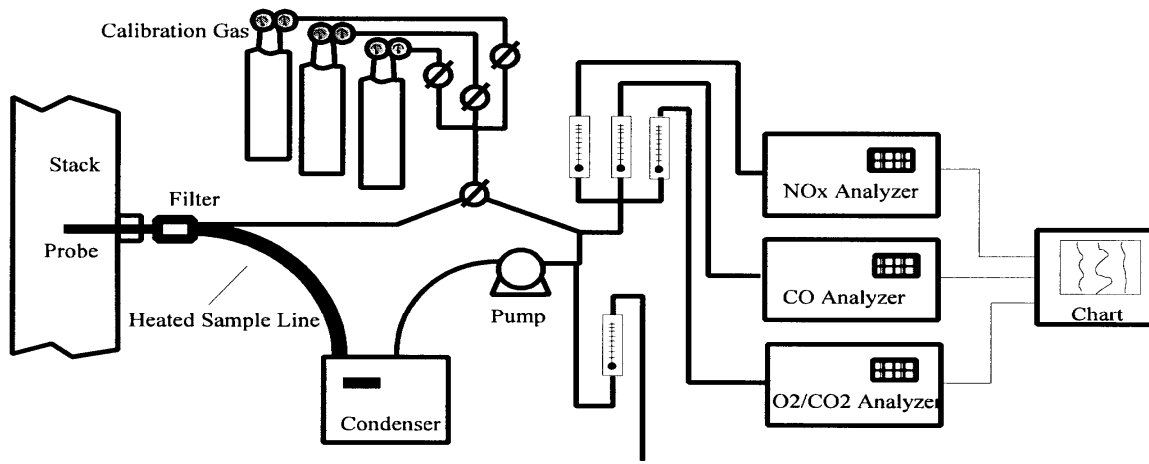 Calibration Gas
Stack
Filter
Probe
Heated Sample Line
Condenser
Pump
NOx Analyzer
CO Analyzer
O2/CO2 Analyzer
Chart